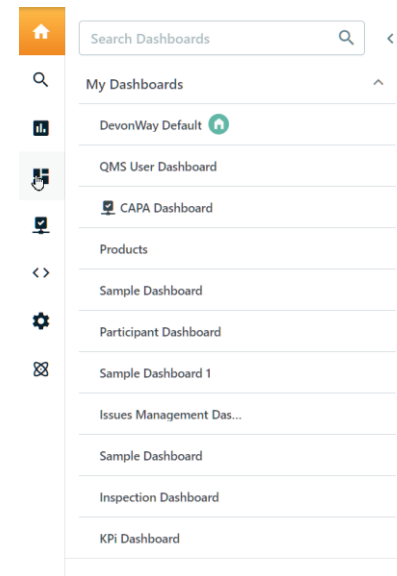 Search Dashboards
My Dashboards
DevonWay Default
QMS User Dashboard
CAPA Dashboard
Products
Sample Dashboard
Participant Dashboard
Sample Dashboard 1
Issues Management Das...
Sample Dashboard
Inspection Dashboard
KPi Dashboard